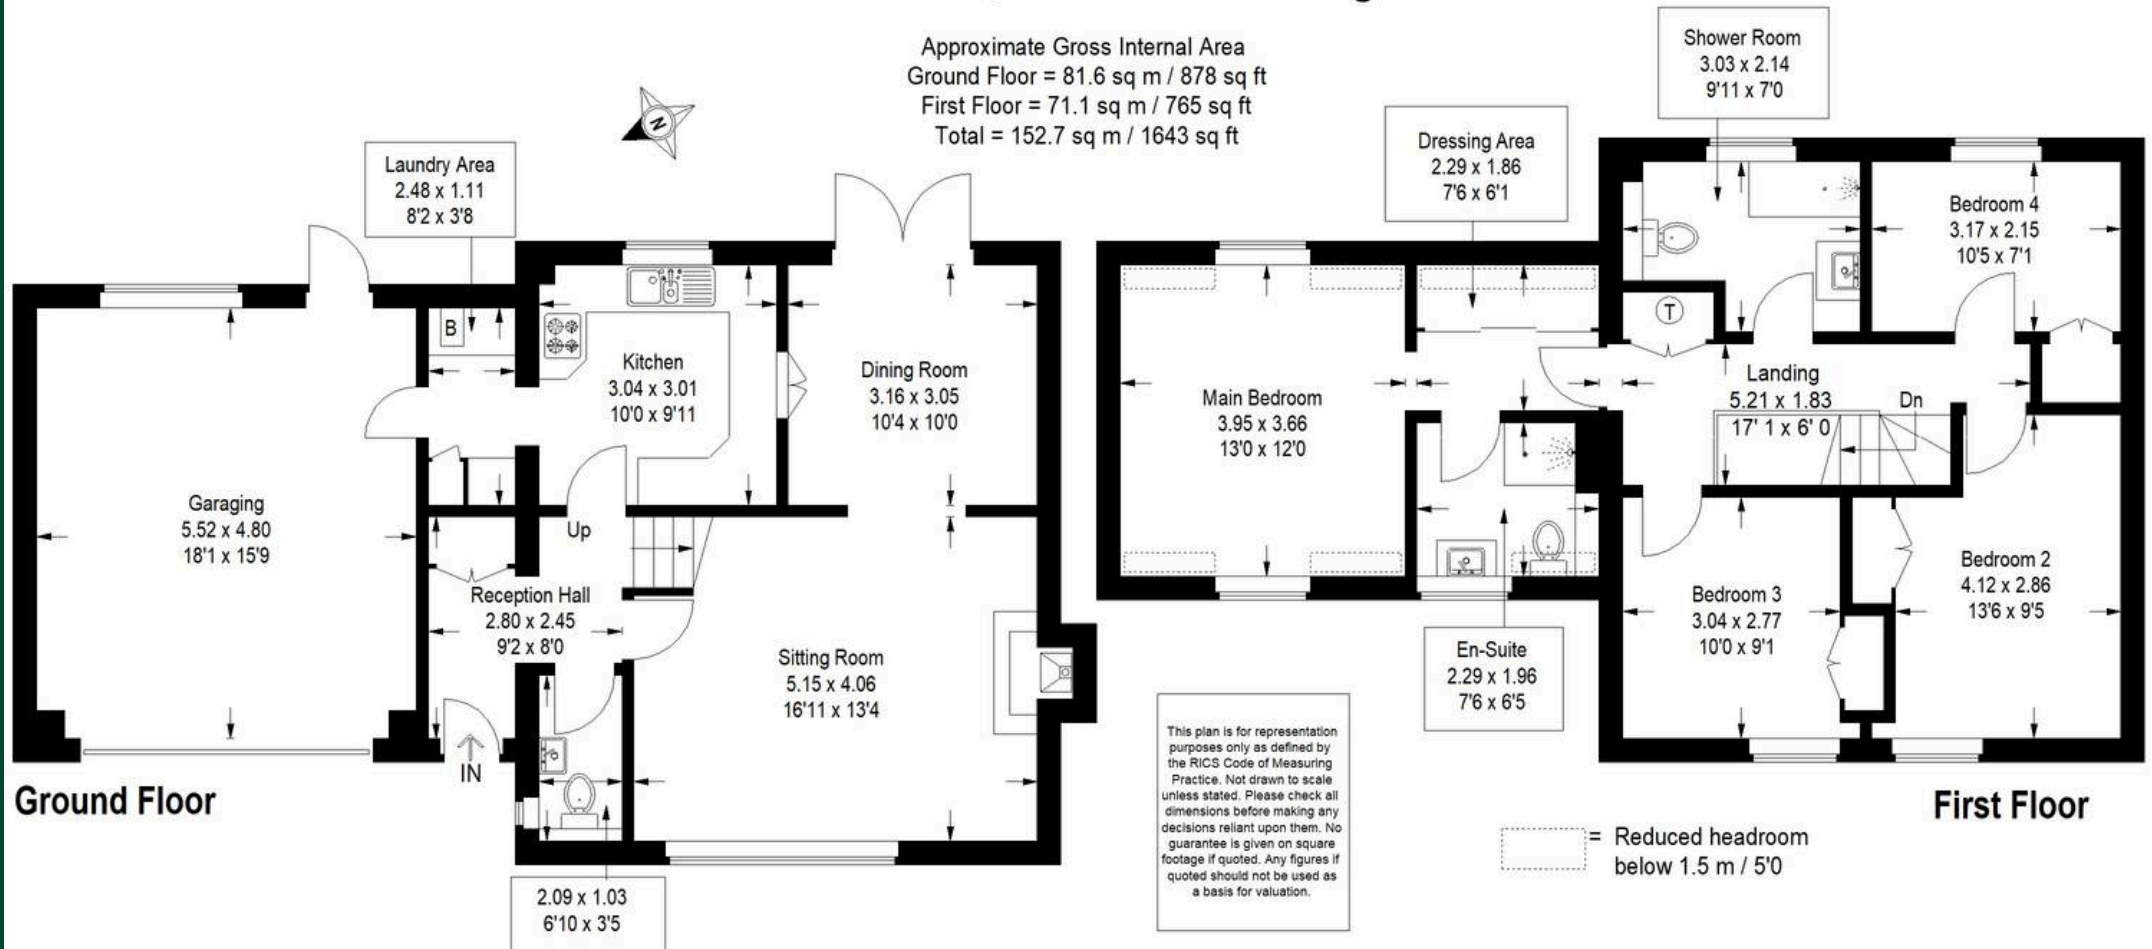 Approximate Gross Internal Area
Ground Floor = 81.6 sq m / 878 sq ft
First Floor = 71.1 sq m / 765 sq ft
Total = 152.7 sq m / 1643 sq ft
N
Laundry Area
2.48 x 1.11
8'2 x 3'8
B
Kitchen
3.04 x 3.01
10'0 x 9'11
Dining Room
3.16 x 3.05
10'4 x 10'0
Garaging
5.52 x 4.80
18'1 x 15'9
Up
Reception Hall
2.80 x 2.45
9'2 x 8'0
Sitting Room
5.15 x 4.06
16'11 x 13'4
IN
2.09 x 1.03
6'10 x 3'5
Ground Floor
Shower Room
3.03 x 2.14
9'11 x 7'0
Dressing Area
2.29 x 1.86
7'6 x 6'1
Bedroom 4
3.17 x 2.15
10'5 x 7'1
T
Main Bedroom
3.95 x 3.66
13'0 x 12'0
Landing
5.21 x 1.83
17' 1 x 6' 0
Dn
Bedroom 3
3.04 x 2.77
10'0 x 9'1
Bedroom 2
4.12 x 2.86
13'6 x 9'5
En-Suite
2.29 x 1.96
7'6 x 6'5
This plan is for representation
purposes only as defined by
the RICS Code of Measuring
Practice. Not drawn to scale
unless stated. Please check all
dimensions before making any
decisions reliant upon them. No
guarantee is given on square
footage if quoted. Any figures if
quoted should not be used as
a basis for valuation.
First Floor
= Reduced headroom
below 1.5 m / 5'0